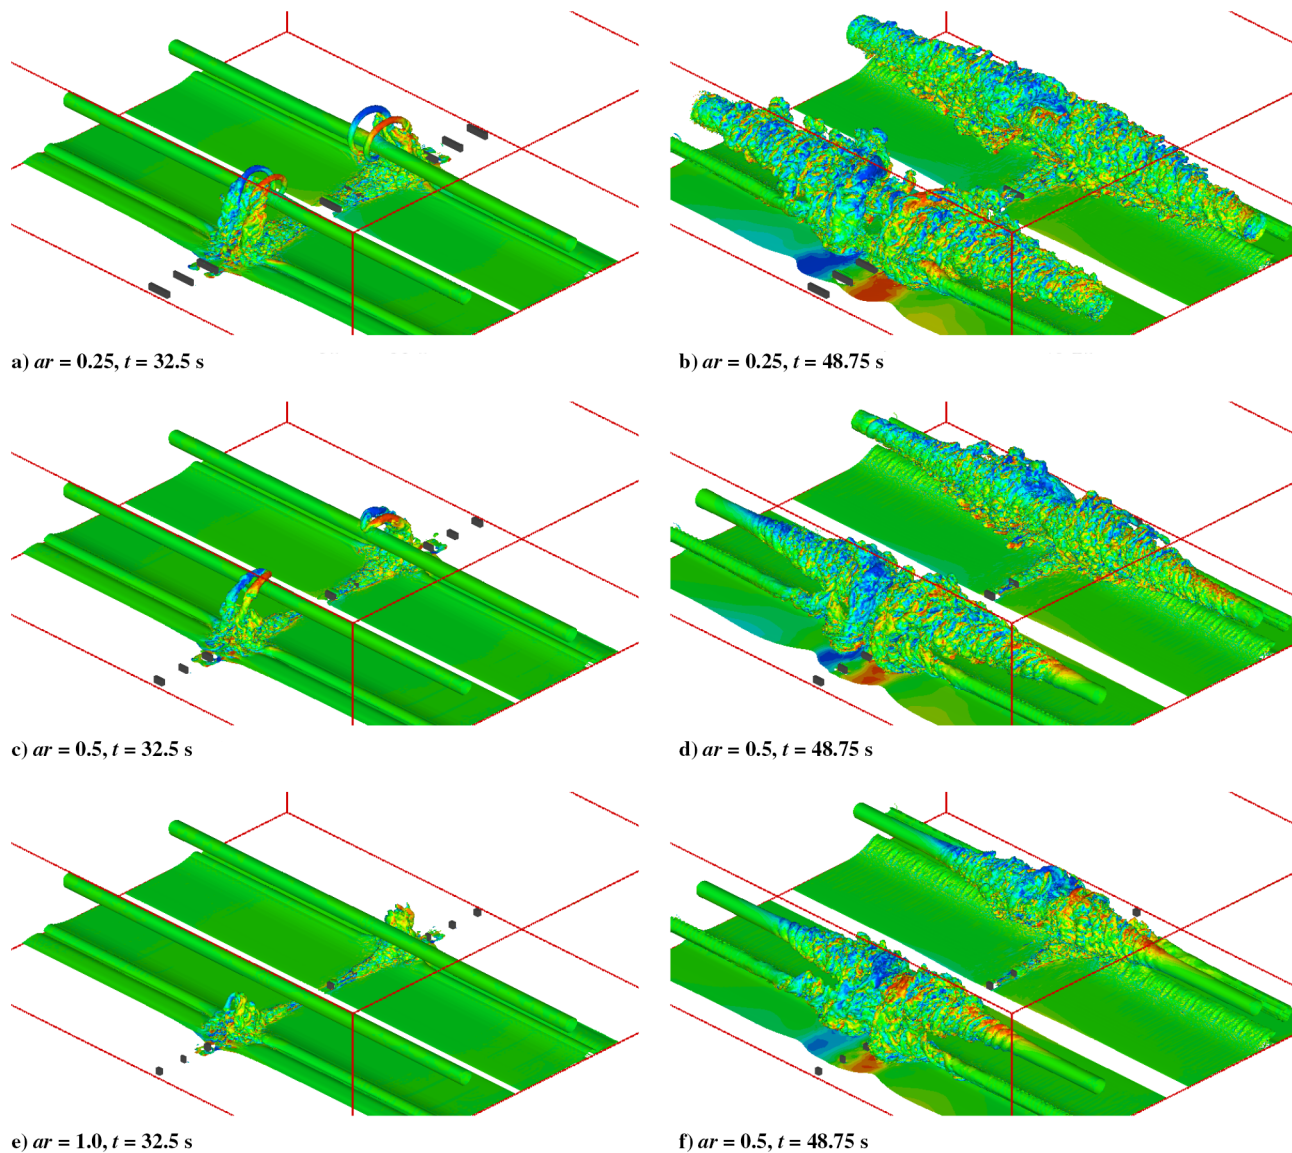 a) ar = 0.25, t = 32.5 s
b) ar = 0.25, t = 48.75 s
c) ar = 0.5, t = 32.5 s
d) ar = 0.5, t = 48.75 s
e) ar = 1.0, t = 32.5 s
f) ar = 0.5, t = 48.75 s